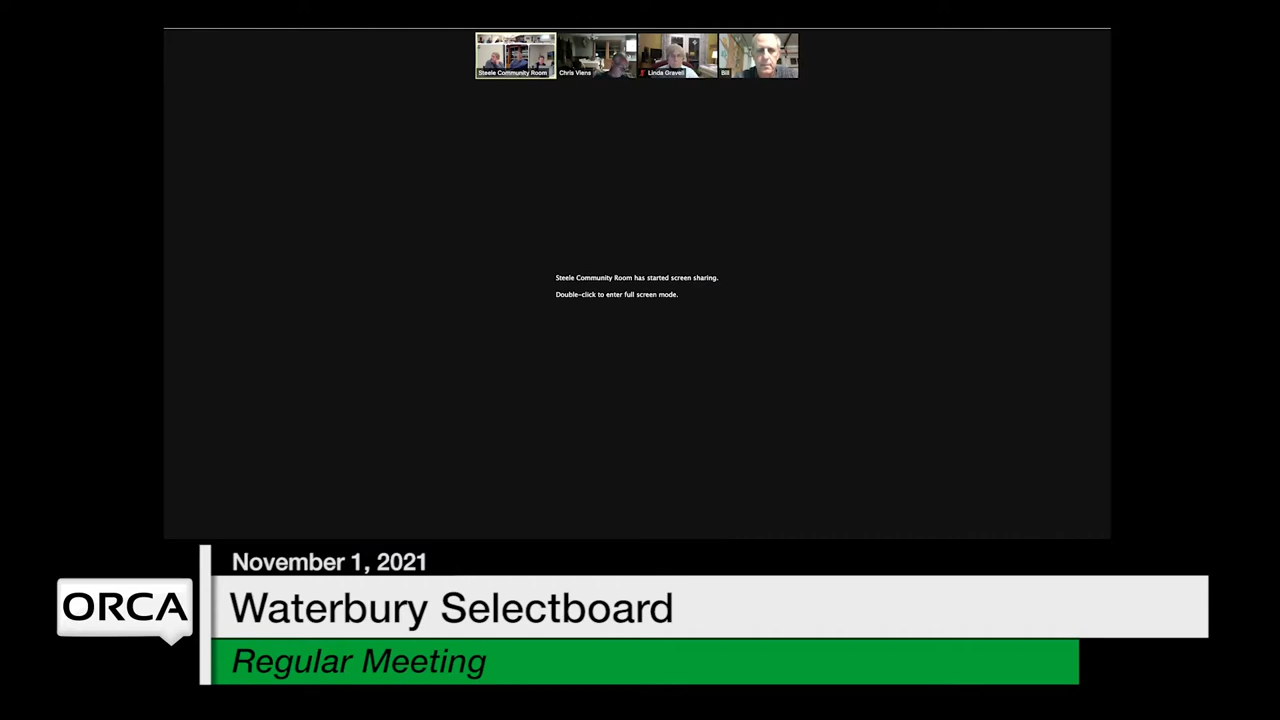 Steele Community Room
Chris Viens
Linda Gravell
Bill
Steele Community Room has started screen sharing.
Double-click to enter full screen mode.
November 1, 2021
ORCA
Waterbury Selectboard
Regular Meeting